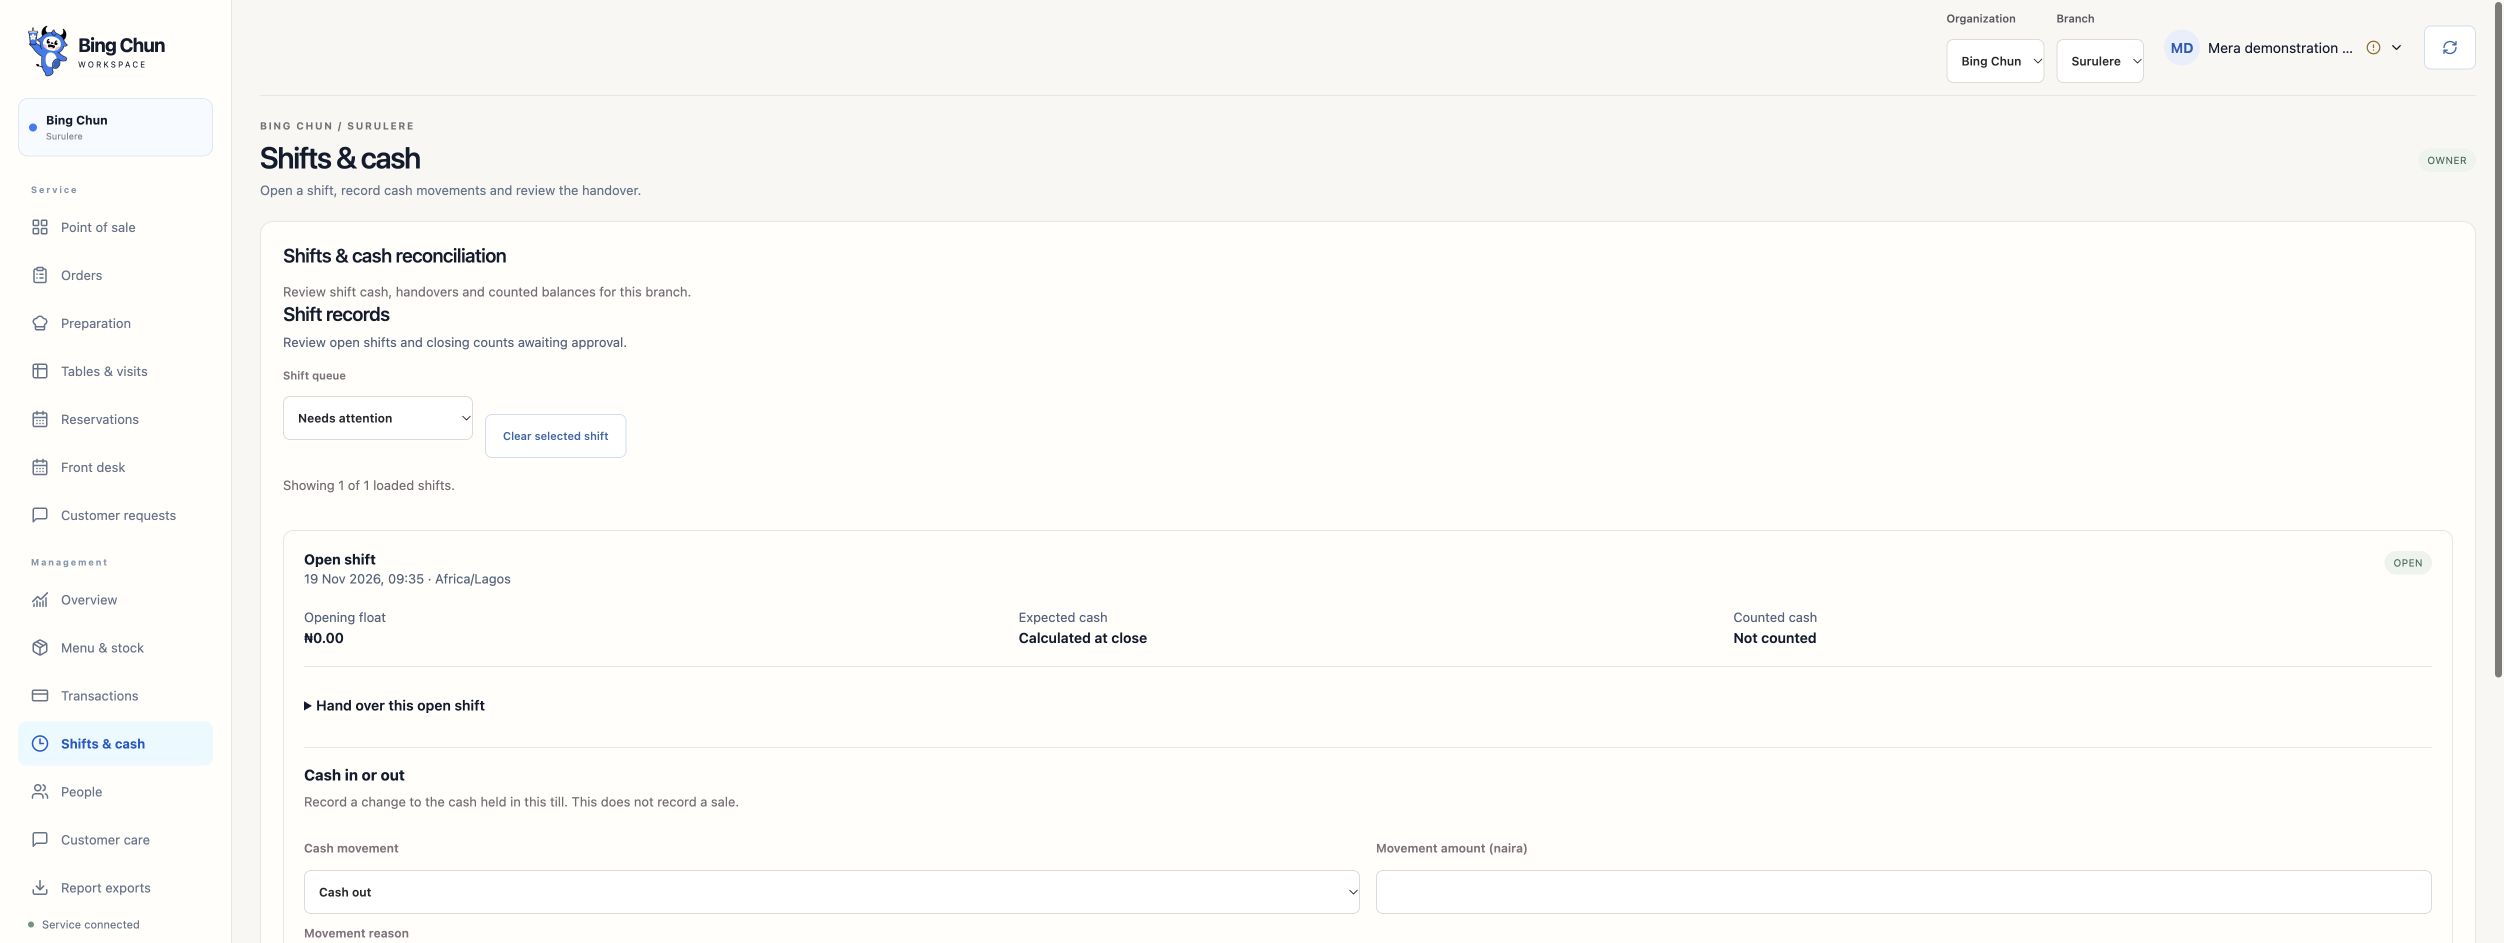 Bing Chun
WORKSPACE
Bing Chun
Surulere
Service
Point of sale
Orders
Preparation
Tables & visits
Reservations
Front desk
Customer requests
Management
Overview
Menu & stock
Transactions
Shifts & cash
People
Customer care
Report exports
Service connected
Organization
Branch
Bing Chun
Surulere
MD
Mera demonstration ...
BING CHUN / SURULERE
Shifts & cash
OWNER
Open a shift, record cash movements and review the handover.
Shifts & cash reconciliation
Review shift cash, handovers and counted balances for this branch.
Shift records
Review open shifts and closing counts awaiting approval.
Shift queue
Needs attention
Clear selected shift
Showing 1 of 1 loaded shifts.
Open shift
OPEN
19 Nov 2026, 09:35 · Africa/Lagos
Opening float
Expected cash
Counted cash
₦0.00
Calculated at close
Not counted
Hand over this open shift
Cash in or out
Record a change to the cash held in this till. This does not record a sale.
Cash movement
Movement amount (naira)
Cash out
Movement reason